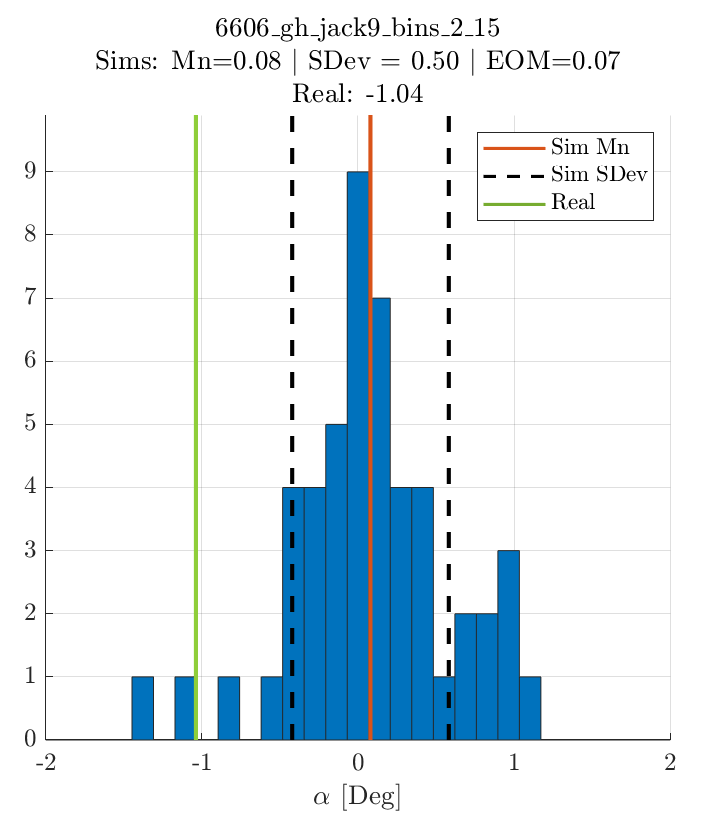 6606_gh_jack9_bins_2_15
Sims: Mn=0.08 | SDev = 0.50 | EOM=0.07
Real: -1.04
Sim Mn
Sim SDev
Real
9
8
7
6
5
4
3
2
1
0
-2 -1 0 1 2
α [Deg]